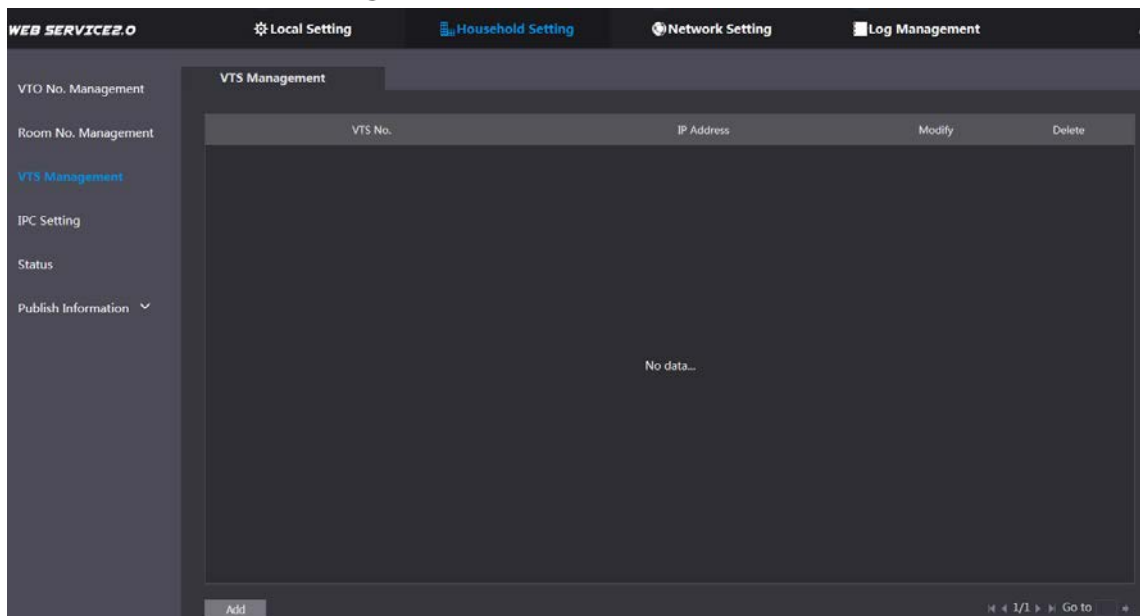 WEB SERVICE2.0 Local Setting Household Setting Network Setting Log Management
VTS Management
VTO No. Management
VTS No. IP Address Modify Delete
Room No. Management
VTS Management
IPC Setting
Status
Publish Information
No data...
Add 1/1 Go to